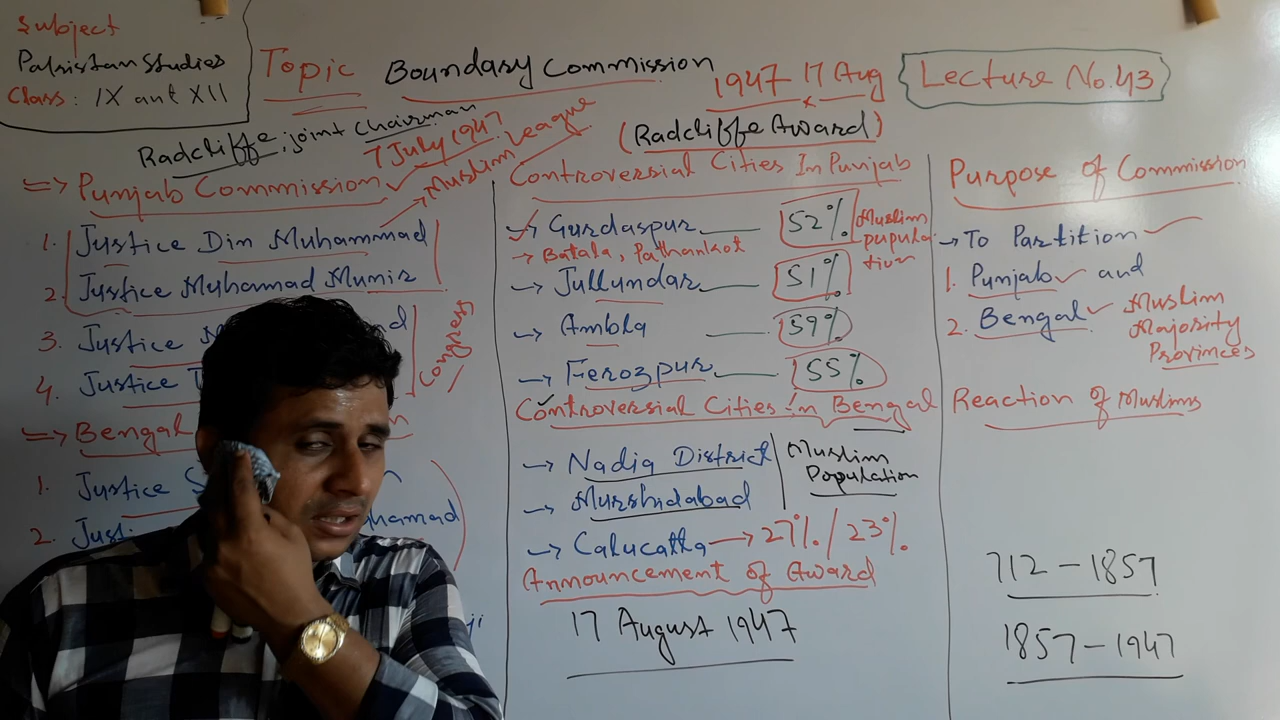 Subject
Pakistan Studies
Class: IX ant XII
Topic Boundary Commission
1947 17 Aug
Lecture No.43
Radcliffe, joint Chairman
7 July 1947
(Radcliffe Award)
=> Punjab Commission
Muslim League
1. Justice Din Muhammad
2. Justice Muhammad Munir
3. Justice
4. Justice
Congress
=> Bengal
1. Justice
2. Just
hamad
Controversial Cities In Punjab
Gurdaspur 52%
Muslim pupulation
→ Batala, Pathankot
→ Jullundar 51%
→ Ambla 59%
→ Ferozpur 55%
Controversial Cities in Bengal
→ Nadia District
→ Murshidabad
Muslim Population
→ Calucatta → 27% / 23%
Announcement of Award
17 August 1947
Purpose of Commission
→ To Partition
1. Punjab and
2. Bengal
Muslim Majority Provinces
Reaction of Muslims
712 - 1857
1857 - 1947